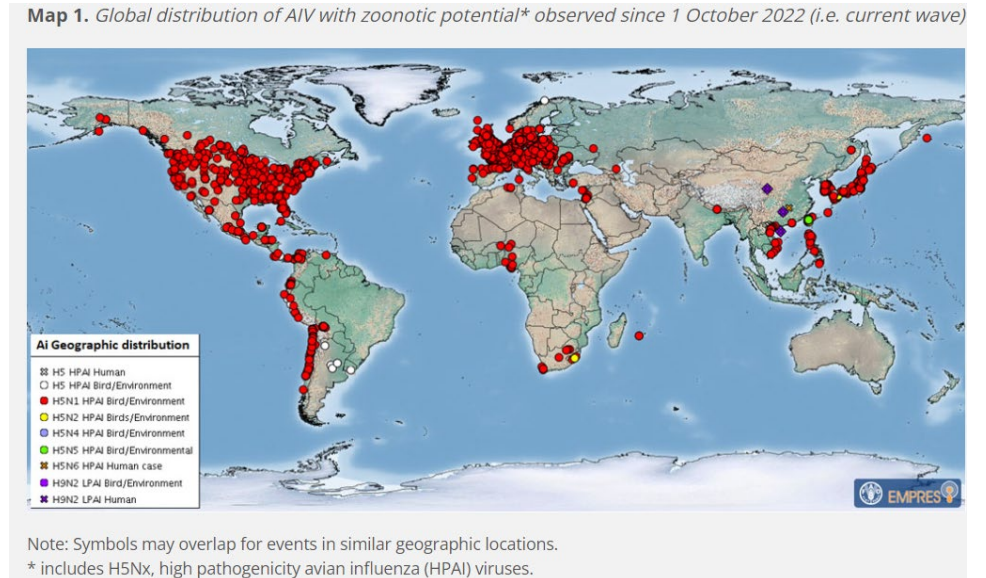 Map 1. Global distribution of AIV with zoonotic potential* observed since 1 October 2022 (i.e. current wave)
Ai Geographic distribution
H5 HPAI Human
H5 HPAI Bird/Environment
H5N1 HPAI Bird/Environment
H5N2 HPAI Birds/Environment
H5N4 HPAI Bird/Environment
H5N5 HPAI Bird/Environmental
H5N6 HPAI Human case
H9N2 LPAI Bird/Environment
H9N2 LPAI Human
EMPRES
Note: Symbols may overlap for events in similar geographic locations.
* includes H5Nx, high pathogenicity avian influenza (HPAI) viruses.